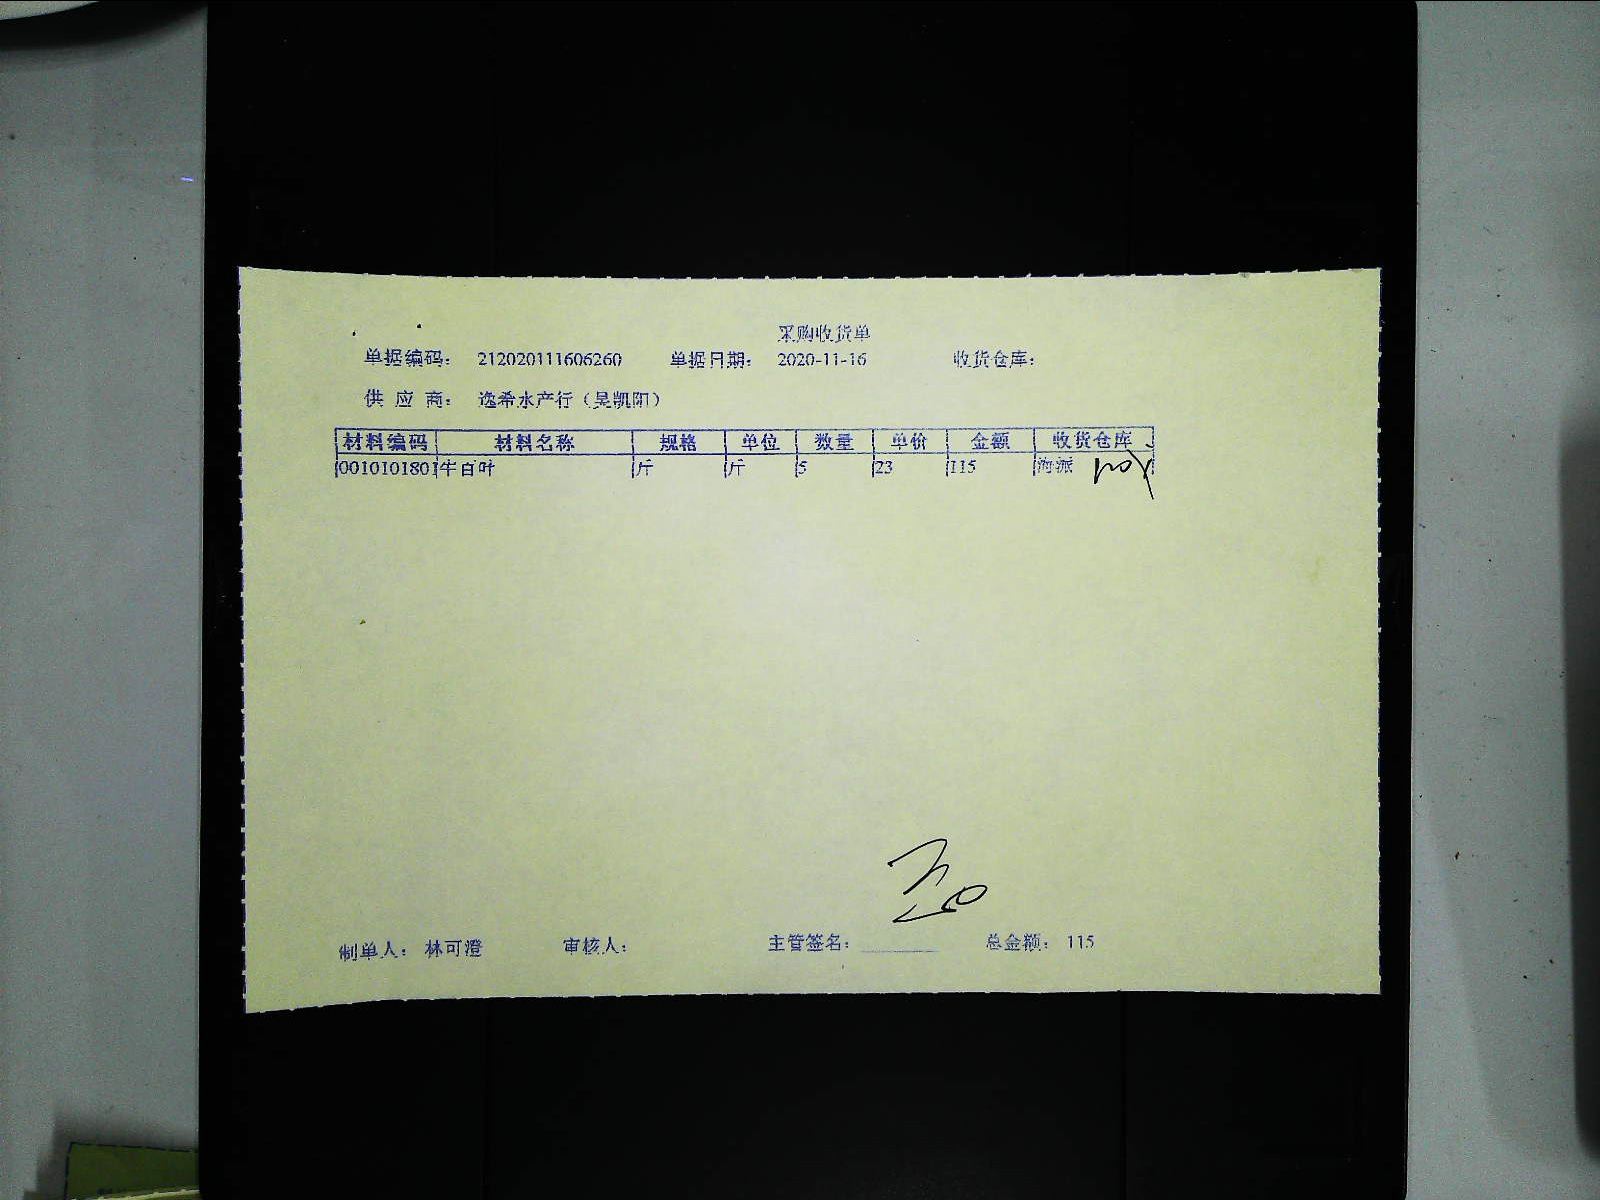 采购收货单
单据编码： 212020111606260 单据日期： 2020-11-16 收货仓库：
供 应 商： 逸希水产行（吴凯阳）
材料编码 材料名称 规格 单位 数量 单价 金额 收货仓库
0010101801 牛百叶 斤 斤 5 23 115 海派
制单人： 林可澄 审核人： 主管签名： 总金额： 115